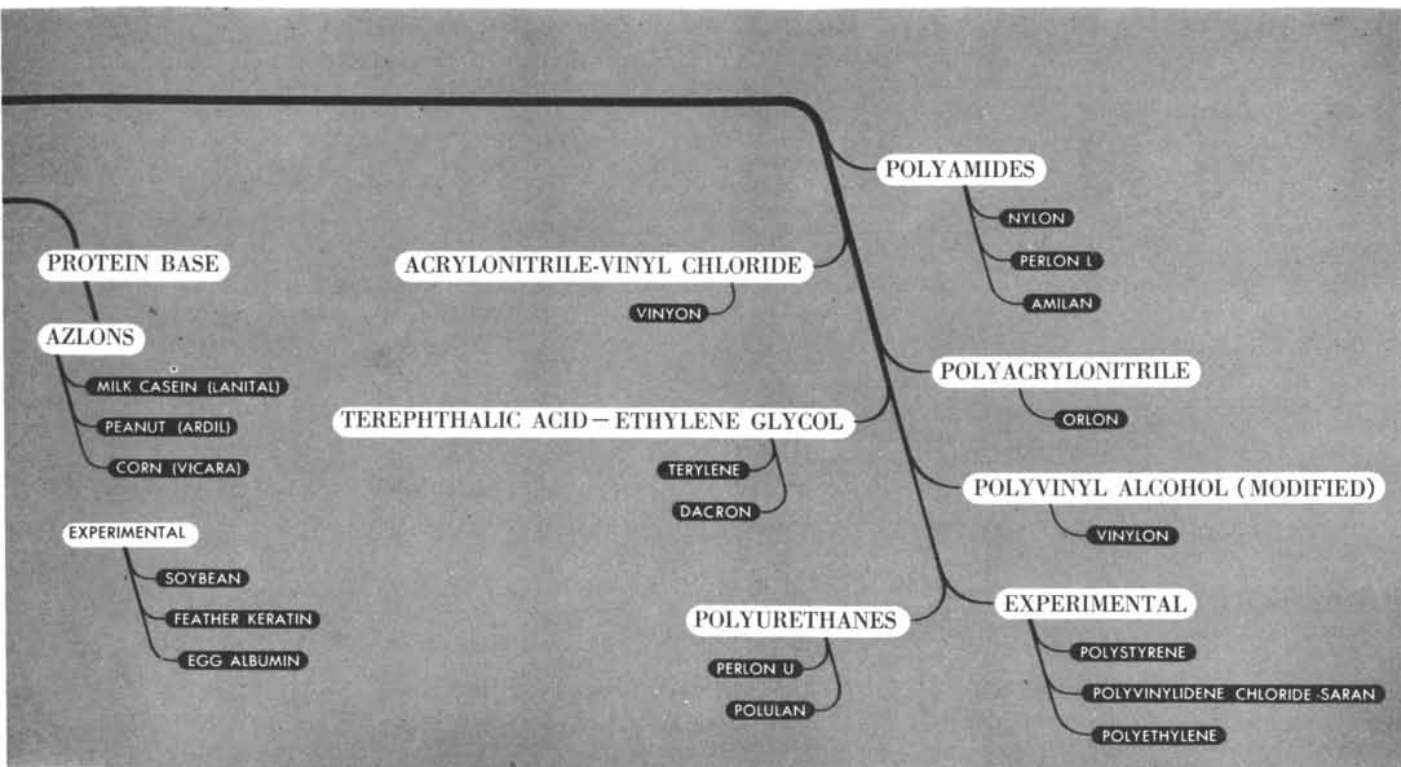 PROTEIN BASE
AZLONS
MILK CASEIN (LANITAL)
PEANUT (ARDIL)
CORN (VICARA)
EXPERIMENTAL
SOYBEAN
FEATHER KERATIN
EGG ALBUMIN
ACRYLONITRILE-VINYL CHLORIDE
VINYON
TEREPHTHALIC ACID — ETHYLENE GLYCOL
TERYLENE
DACRON
POLYURETHANES
PERLON U
POLULAN
POLYAMIDES
NYLON
PERLON L
AMILAN
POLYACRYLONITRILE
ORLON
POLYVINYL ALCOHOL (MODIFIED)
VINYLON
EXPERIMENTAL
POLYSTYRENE
POLYVINYLIDENE CHLORIDE-SARAN
POLYETHYLENE